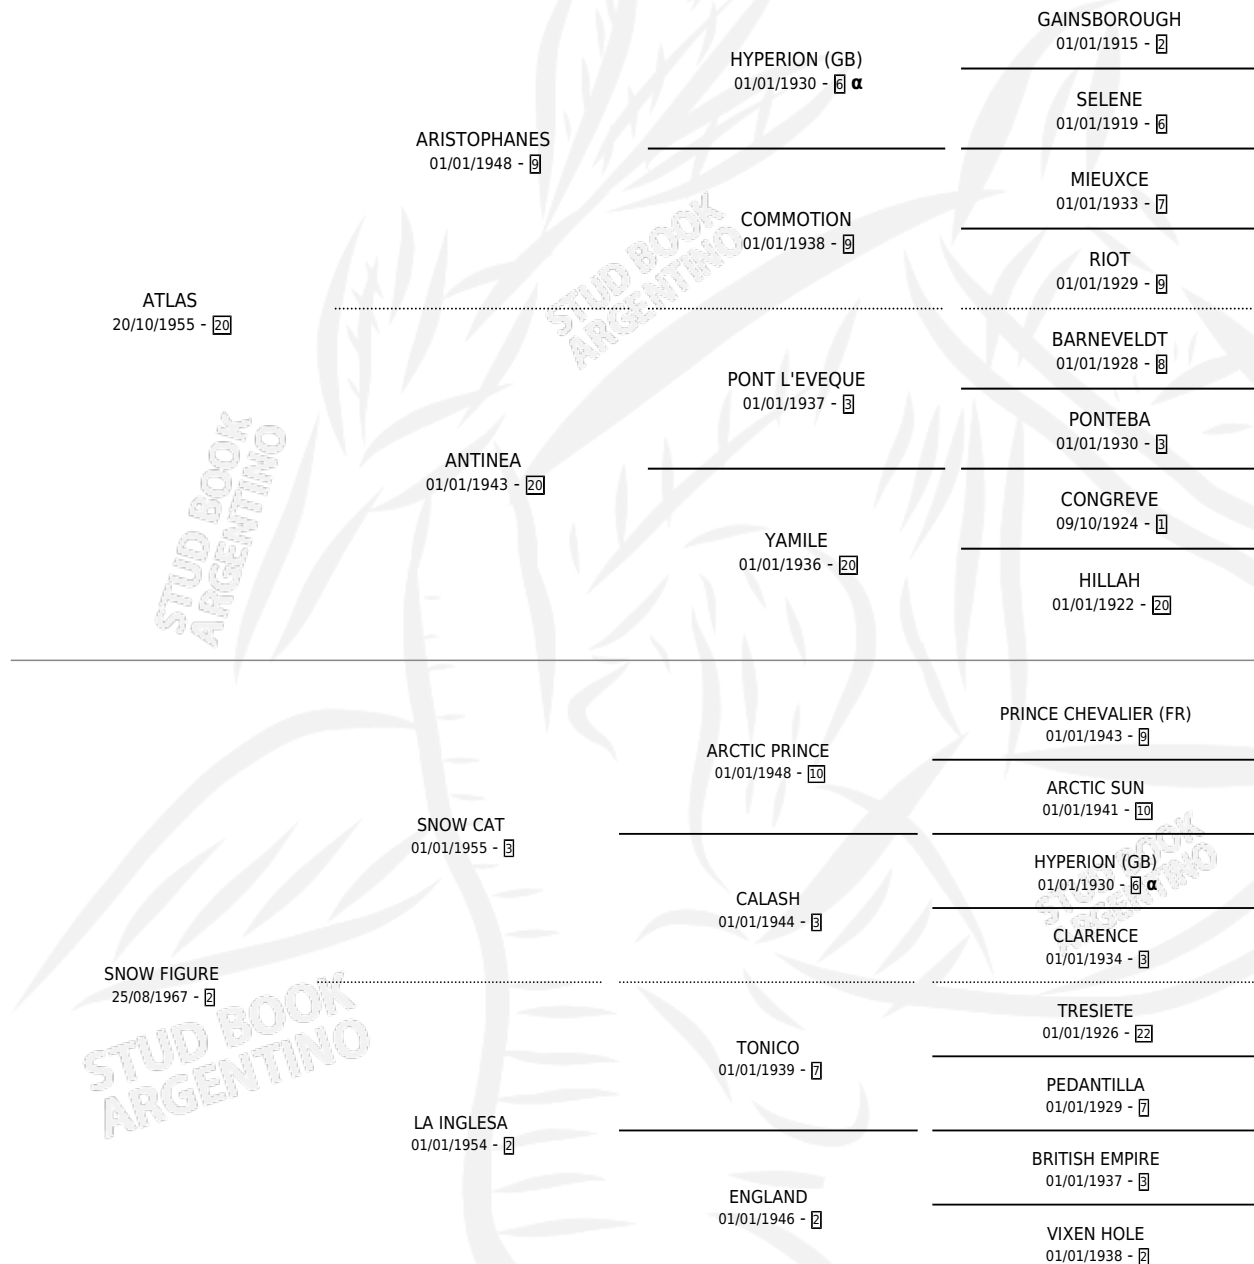 GAINSBOROUGH
01/01/1915 - 2
HYPERION (GB)
01/01/1930 - 6 α
SELENE
01/01/1919 - 6
ARISTOPHANES
01/01/1948 - 9
MIEUXCE
01/01/1933 - 7
COMMOTION
01/01/1938 - 9
RIOT
01/01/1929 - 9
ATLAS
20/10/1955 - 20
BARNEVELDT
01/01/1928 - 8
PONT L'EVEQUE
01/01/1937 - 3
PONTEBA
01/01/1930 - 3
ANTINEA
01/01/1943 - 20
CONGREVE
09/10/1924 - 1
YAMILE
01/01/1936 - 20
HILLAH
01/01/1922 - 20
PRINCE CHEVALIER (FR)
01/01/1943 - 9
ARCTIC PRINCE
01/01/1948 - 10
ARCTIC SUN
01/01/1941 - 10
SNOW CAT
01/01/1955 - 3
HYPERION (GB)
01/01/1930 - 6 α
CALASH
01/01/1944 - 3
CLARENCE
01/01/1934 - 3
SNOW FIGURE
25/08/1967 - 2
TRESIETE
01/01/1926 - 22
TONICO
01/01/1939 - 7
PEDANTILLA
01/01/1929 - 7
LA INGLESA
01/01/1954 - 2
BRITISH EMPIRE
01/01/1937 - 3
ENGLAND
01/01/1946 - 2
VIXEN HOLE
01/01/1938 - 2
STUD BOOK
ARGENTINO
STUD BOOK
ARGENTINO
STUD BOOK
ARGENTINO
STUD BOOK
ARGENTINO